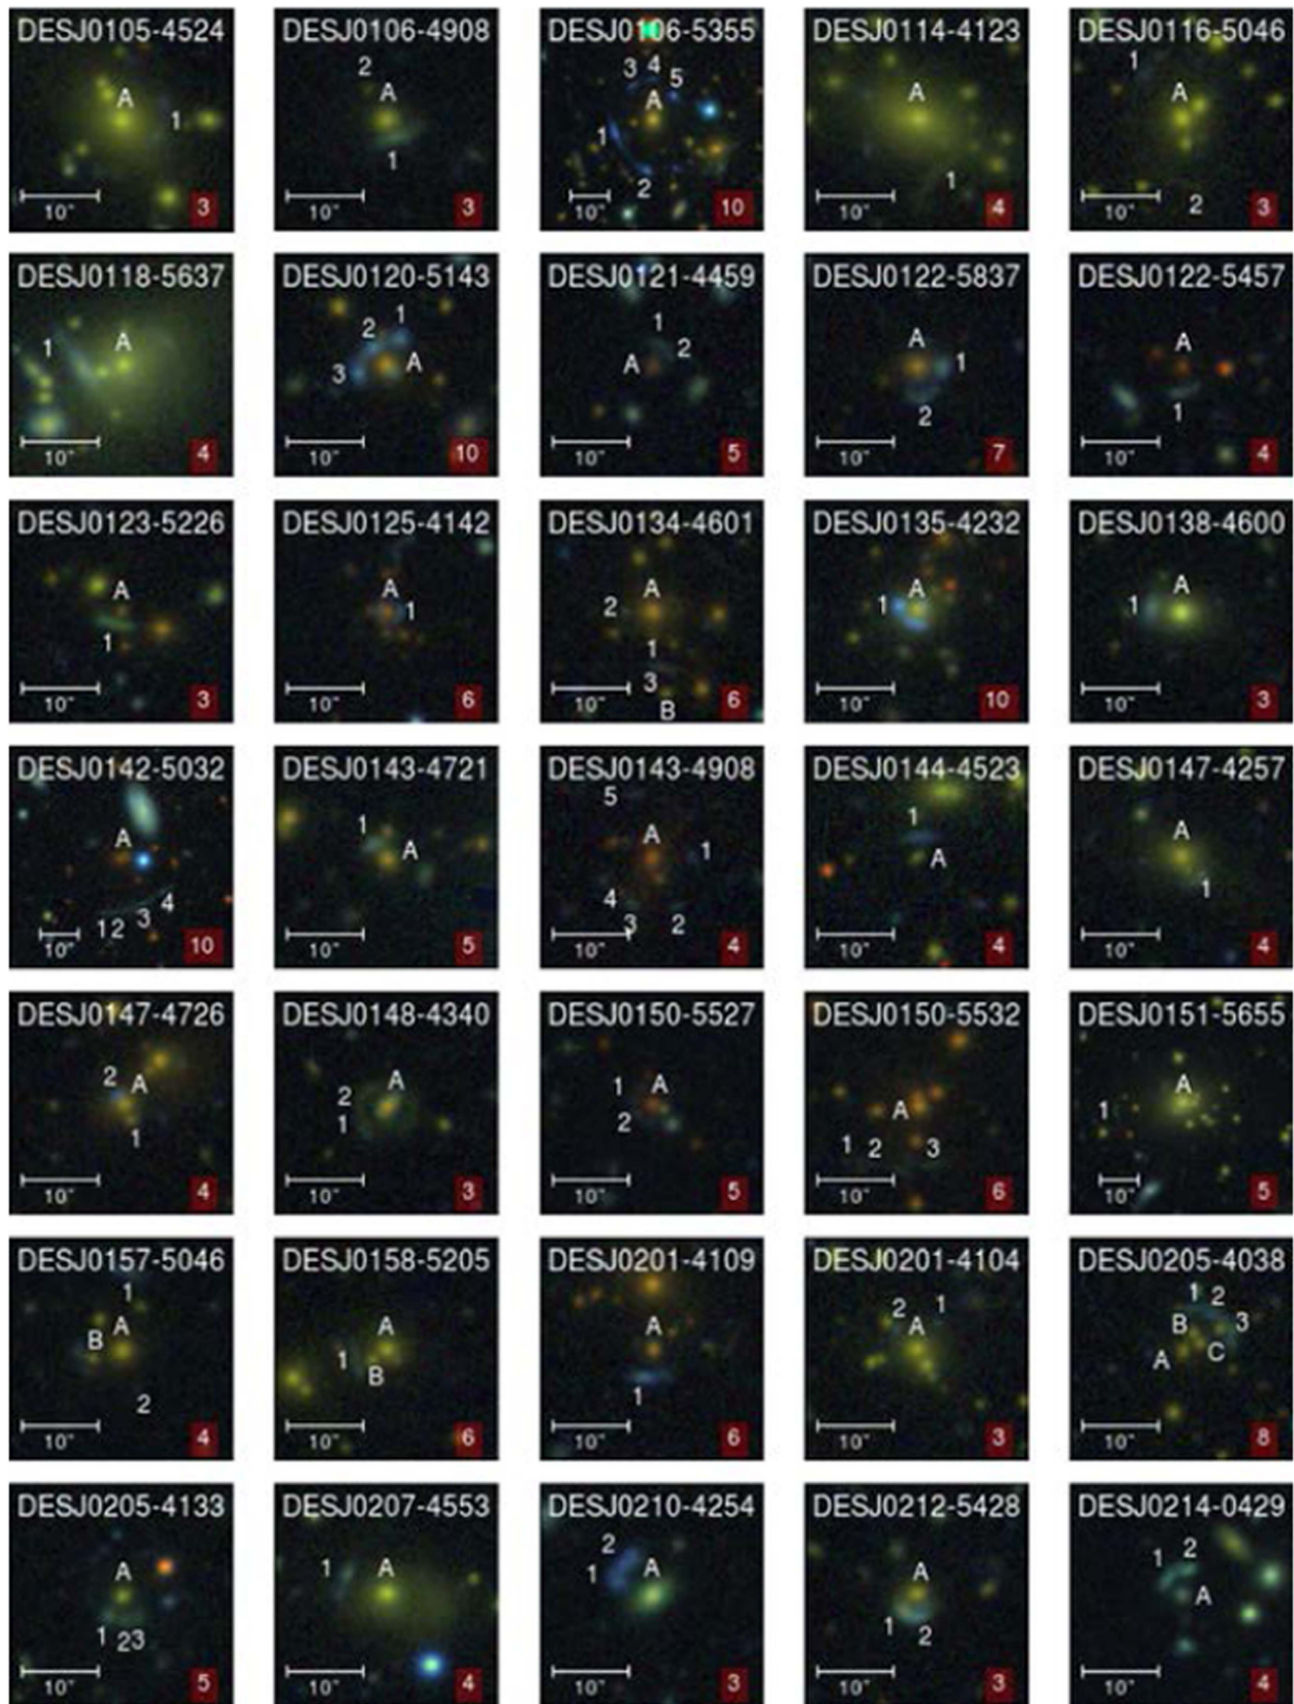 DESJ0105-4524
A
1
10"
3
DESJ0106-4908
2
A
1
10"
3
DESJ0106-5355
3 4 5
A
1
2
10"
10
DESJ0114-4123
A
1
10"
4
DESJ0116-5046
1
A
2
10"
3
DESJ0118-5637
A
1
10"
4
DESJ0120-5143
1
2
A
3
10"
10
DESJ0121-4459
1
2
A
10"
5
DESJ0122-5837
A
1
2
10"
7
DESJ0122-5457
A
1
10"
4
DESJ0123-5226
A
1
10"
3
DESJ0125-4142
A
1
10"
6
DESJ0134-4601
A
2
1
3
B
10"
6
DESJ0135-4232
A
1
10"
10
DESJ0138-4600
A
1
10"
3
DESJ0142-5032
A
12 3 4
10"
10
DESJ0143-4721
1
A
10"
5
DESJ0143-4908
5
A
1
4
3 2
10"
4
DESJ0144-4523
1
A
10"
4
DESJ0147-4257
A
1
10"
4
DESJ0147-4726
2 A
1
10"
4
DESJ0148-4340
A
2
1
10"
3
DESJ0150-5527
1 A
2
10"
5
DESJ0150-5532
A
1 2 3
10"
6
DESJ0151-5655
A
1
10"
5
DESJ0157-5046
1
A
B
2
10"
4
DESJ0158-5205
A
1
B
10"
6
DESJ0201-4109
A
1
10"
6
DESJ0201-4104
2 1
A
10"
3
DESJ0205-4038
1 2
B 3
A C
10"
8
DESJ0205-4133
A
1 23
10"
5
DESJ0207-4553
1
A
10"
4
DESJ0210-4254
2
1 A
10"
3
DESJ0212-5428
A
1 2
10"
3
DESJ0214-0429
1 2
A
10"
4